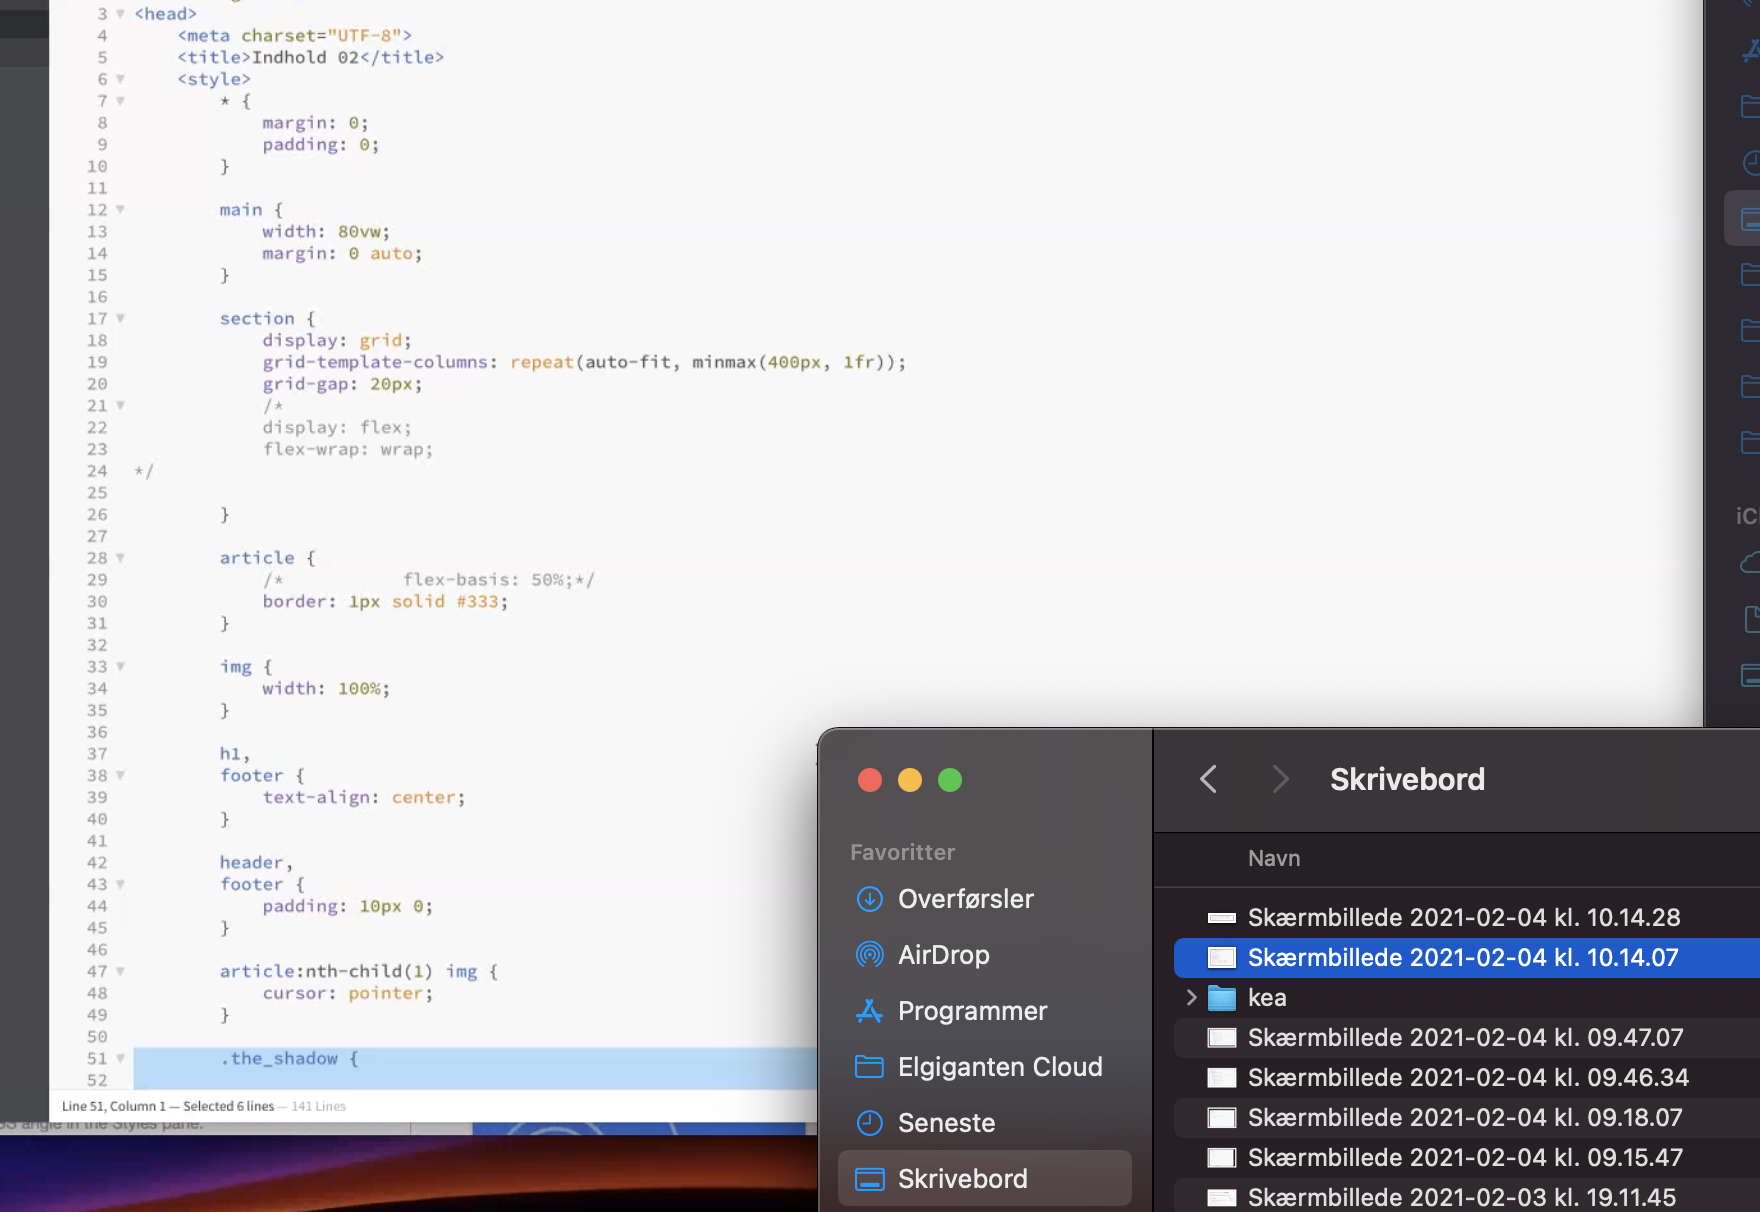 3 <head>
4 <meta charset="UTF-8">
5 <title>Indhold 02</title>
6 <style>
7 * {
8 margin: 0;
9 padding: 0;
10 }
11
12 main {
13 width: 80vw;
14 margin: 0 auto;
15 }
16
17 section {
18 display: grid;
19 grid-template-columns: repeat(auto-fit, minmax(400px, 1fr));
20 grid-gap: 20px;
21 /*
22 display: flex;
23 flex-wrap: wrap;
24 */
25
26 }
27
28 article {
29 /* flex-basis: 50%;*/
30 border: 1px solid #333;
31 }
32
33 img {
34 width: 100%;
35 }
36
37 h1,
38 footer {
39 text-align: center;
40 }
41
42 header,
43 footer {
44 padding: 10px 0;
45 }
46
47 article:nth-child(1) img {
48 cursor: pointer;
49 }
50
51 .the_shadow {
52
Line 51, Column 1 — Selected 6 lines — 141 Lines
angle in the Styles pane.
Skrivebord
Favoritter
Overførsler
AirDrop
Programmer
Elgiganten Cloud
Seneste
Skrivebord
Navn
Skærmbillede 2021-02-04 kl. 10.14.28
Skærmbillede 2021-02-04 kl. 10.14.07
kea
Skærmbillede 2021-02-04 kl. 09.47.07
Skærmbillede 2021-02-04 kl. 09.46.34
Skærmbillede 2021-02-04 kl. 09.18.07
Skærmbillede 2021-02-04 kl. 09.15.47
Skærmbillede 2021-02-03 kl. 19.11.45